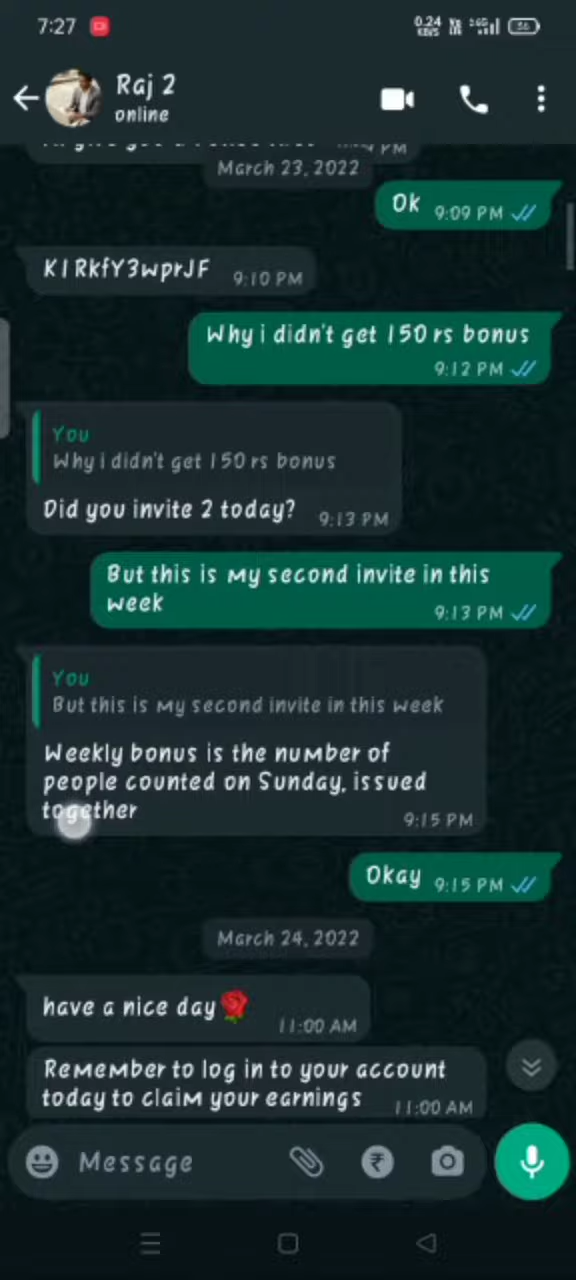 7:27
0.24
KB/S
56
Raj 2
online
PM
March 23, 2022
Ok 9:09 PM
K1RkfY3wprJF 9:10 PM
Why i didn't get 150 rs bonus
9:12 PM
You
Why i didn't get 150 rs bonus
Did you invite 2 today? 9:13 PM
But this is my second invite in this
week 9:13 PM
You
But this is my second invite in this week
Weekly bonus is the number of
people counted on Sunday, issued
together 9:15 PM
Okay 9:15 PM
March 24, 2022
have a nice day🌹 11:00 AM
Remember to log in to your account
today to claim your earnings 11:00 AM
Message